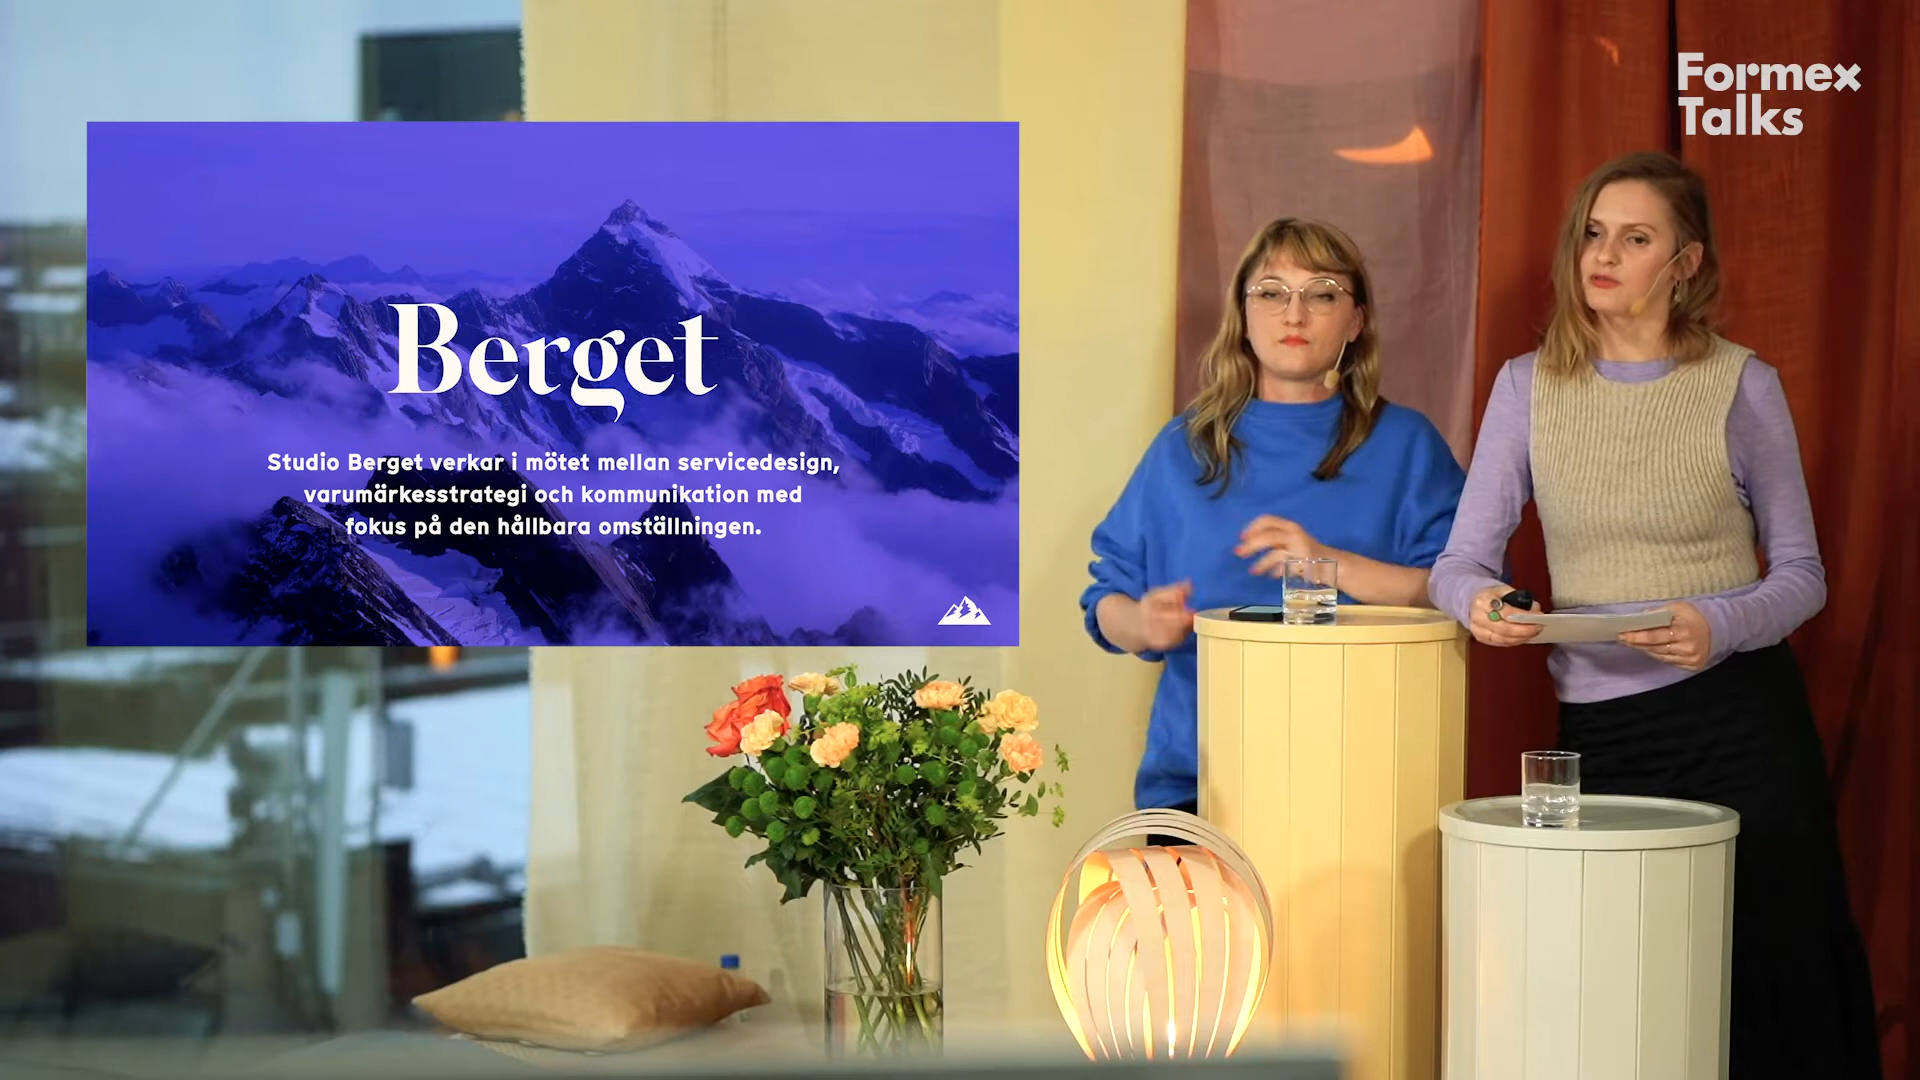 Formex
Talks
Berget
Studio Berget verkar i mötet mellan servicedesign,
varumärkesstrategi och kommunikation med
fokus på den hållbara omställningen.